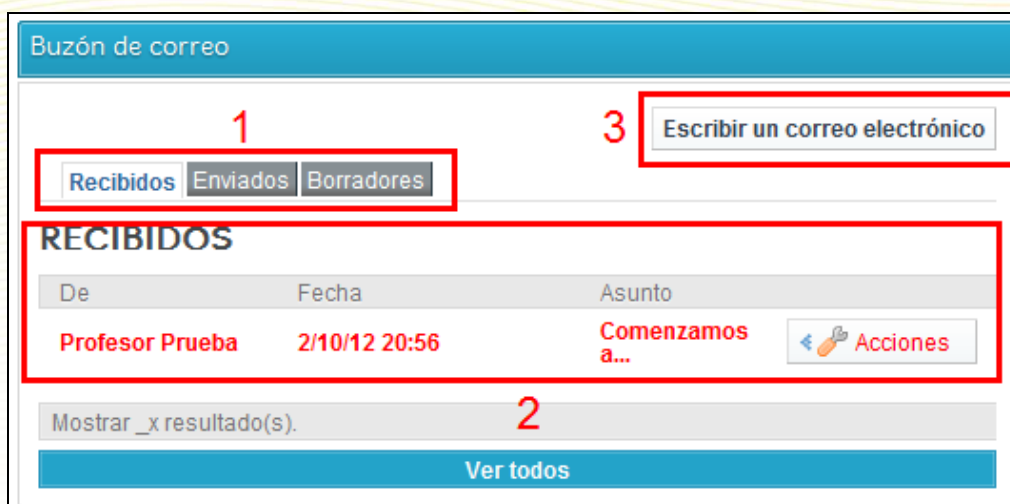 Buzón de correo
1
3
Escribir un correo electrónico
Recibidos Enviados Borradores
RECIBIDOS
De Fecha Asunto
Profesor Prueba 2/10/12 20:56 Comenzamos
a... Acciones
Mostrar _x resultado(s).
2
Ver todos